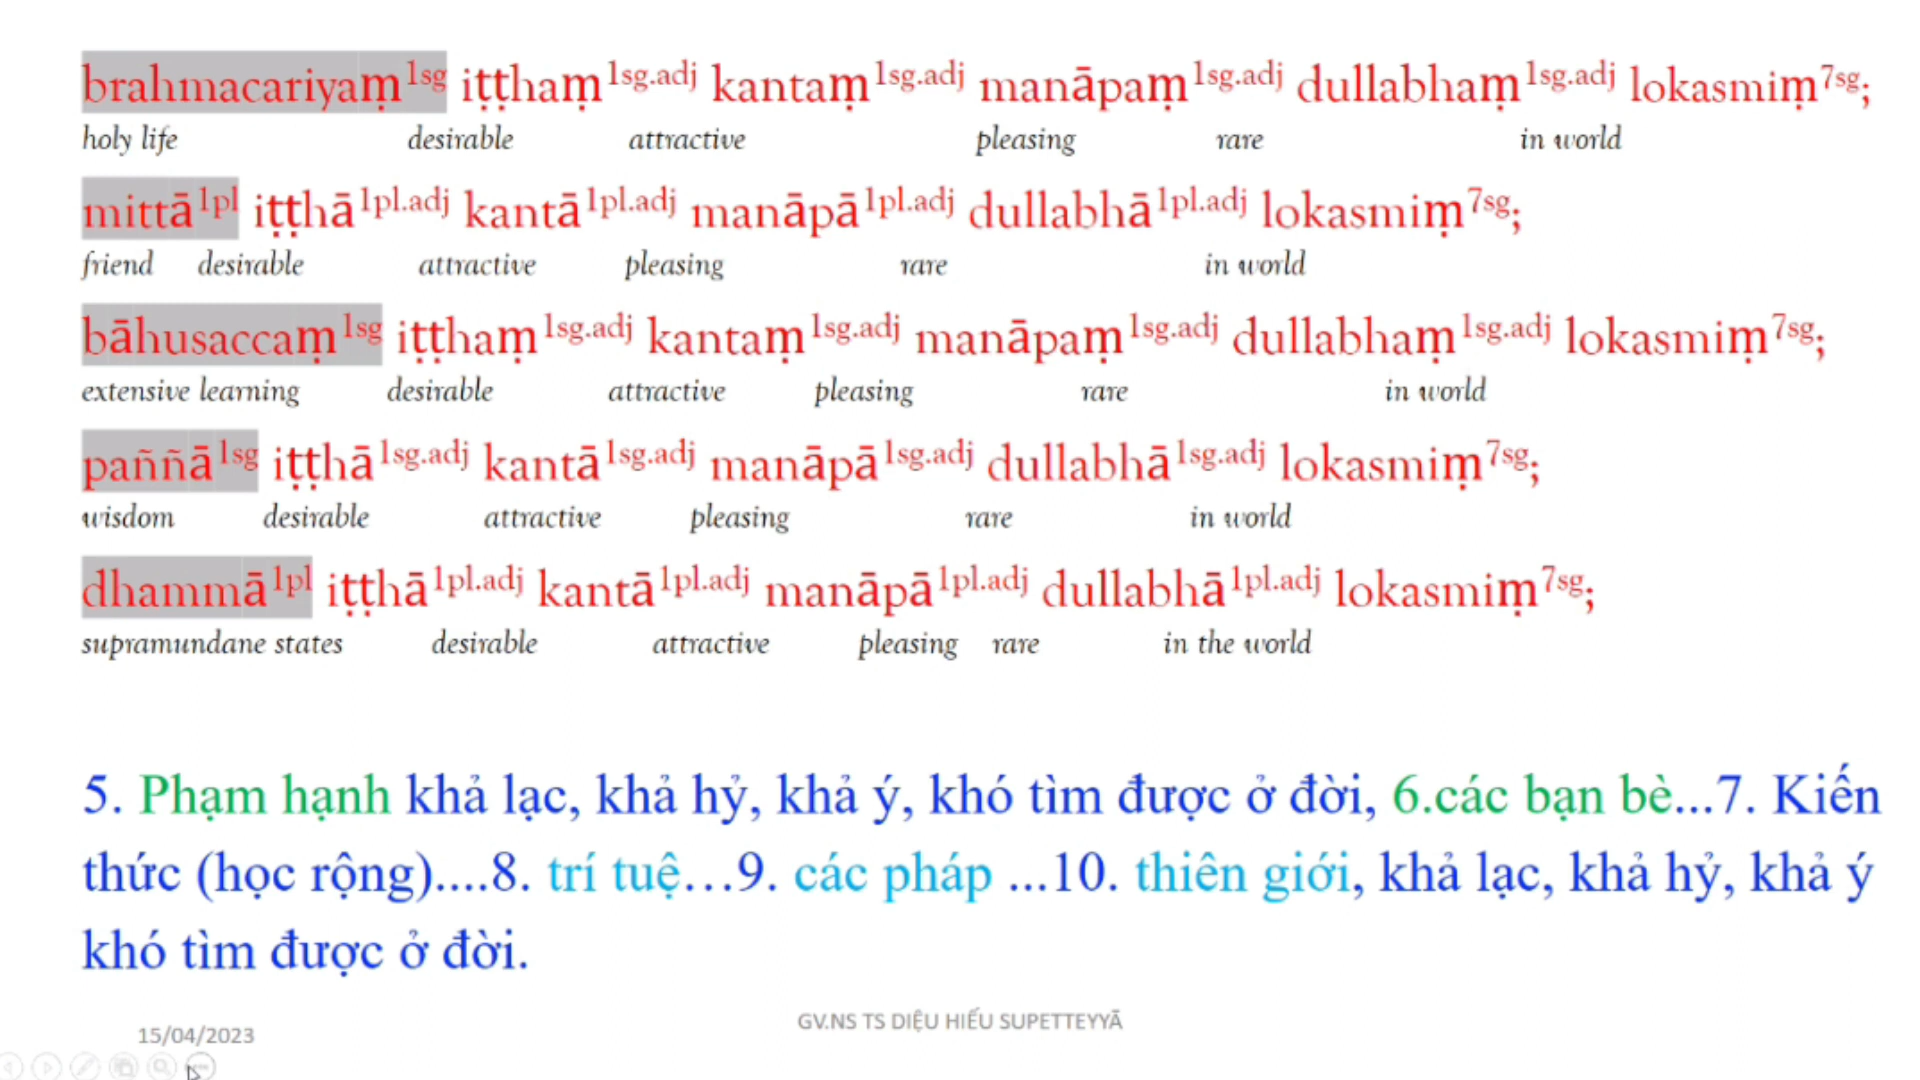 brahmacariyaṃ1sg iṭṭhaṃ1sg.adj kantaṃ1sg.adj manāpaṃ1sg.adj dullabhaṃ1sg.adj lokasmiṃ7sg;
holy life desirable attractive pleasing rare in world
mittā1pl iṭṭhā1pl.adj kantā1pl.adj manāpā1pl.adj dullabhā1pl.adj lokasmiṃ7sg;
friend desirable attractive pleasing rare in world
bāhusaccaṃ1sg iṭṭhaṃ1sg.adj kantaṃ1sg.adj manāpaṃ1sg.adj dullabhaṃ1sg.adj lokasmiṃ7sg;
extensive learning desirable attractive pleasing rare in world
paññā1sg iṭṭhā1sg.adj kantā1sg.adj manāpā1sg.adj dullabhā1sg.adj lokasmiṃ7sg;
wisdom desirable attractive pleasing rare in world
dhammā1pl iṭṭhā1pl.adj kantā1pl.adj manāpā1pl.adj dullabhā1pl.adj lokasmiṃ7sg;
supramundane states desirable attractive pleasing rare in the world
5. Phạm hạnh khả lạc, khả hỷ, khả ý, khó tìm được ở đời, 6.các bạn bè...7. Kiến
thức (học rộng)....8. trí tuệ...9. các pháp ...10. thiên giới, khả lạc, khả hỷ, khả ý
khó tìm được ở đời.
GV.NS TS DIỆU HIẾU SUPETTEYYĀ
15/04/2023